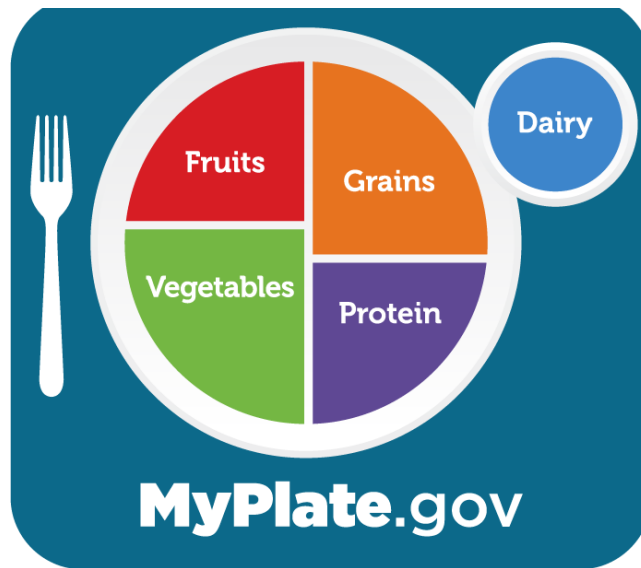 Fruits
Grains
Dairy
Vegetables
Protein
MyPlate.gov